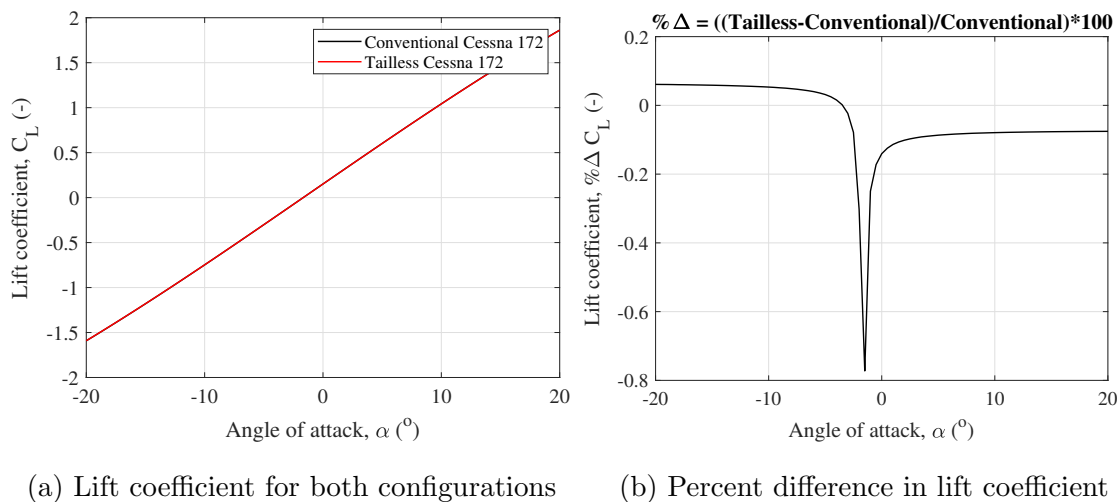 2
1.5
1
0.5
0
-0.5
-1
-1.5
-2
-20
-10
0
10
20
Lift coefficient, C_L (-)
Angle of attack, α (°)
Conventional Cessna 172
Tailless Cessna 172
(a) Lift coefficient for both configurations
% Δ = ((Tailless-Conventional)/Conventional)*100
0.2
0
-0.2
-0.4
-0.6
-0.8
-20
-10
0
10
20
Lift coefficient, %Δ C_L (-)
Angle of attack, α (°)
(b) Percent difference in lift coefficient